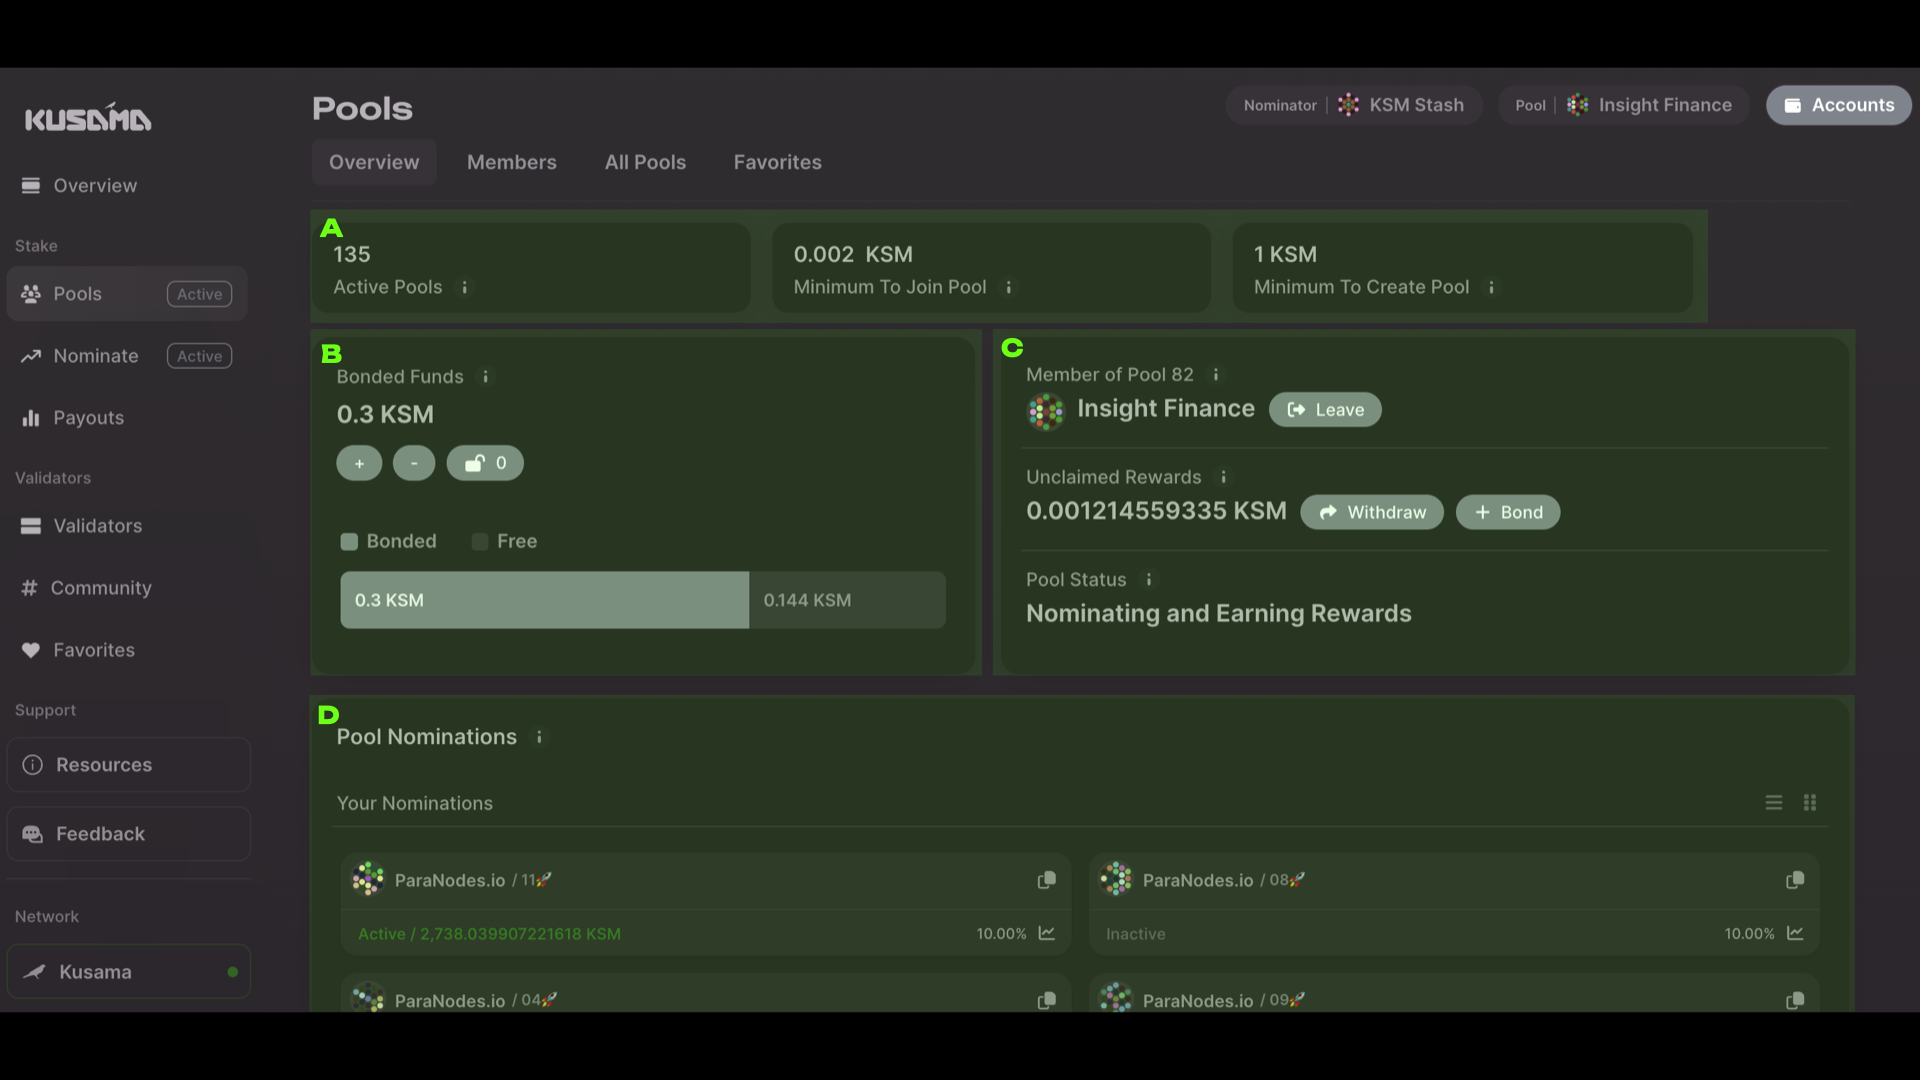 KUSAMA
Overview
Stake
Pools Active
Nominate Active
Payouts
Validators
Validators
Community
Favorites
Support
Resources
Feedback
Network
Kusama
Pools
Nominator KSM Stash
Pool Insight Finance
Accounts
Overview Members All Pools Favorites
A
135
Active Pools
0.002 KSM
Minimum To Join Pool
1 KSM
Minimum To Create Pool
B
Bonded Funds
0.3 KSM
+ - 0
Bonded Free
0.3 KSM 0.144 KSM
C
Member of Pool 82
Insight Finance Leave
Unclaimed Rewards
0.001214559335 KSM Withdraw + Bond
Pool Status
Nominating and Earning Rewards
D
Pool Nominations
Your Nominations
ParaNodes.io / 11🚀
Active / 2,738.039907221618 KSM 10.00%
ParaNodes.io / 08🚀
Inactive 10.00%
ParaNodes.io / 04🚀
ParaNodes.io / 09🚀